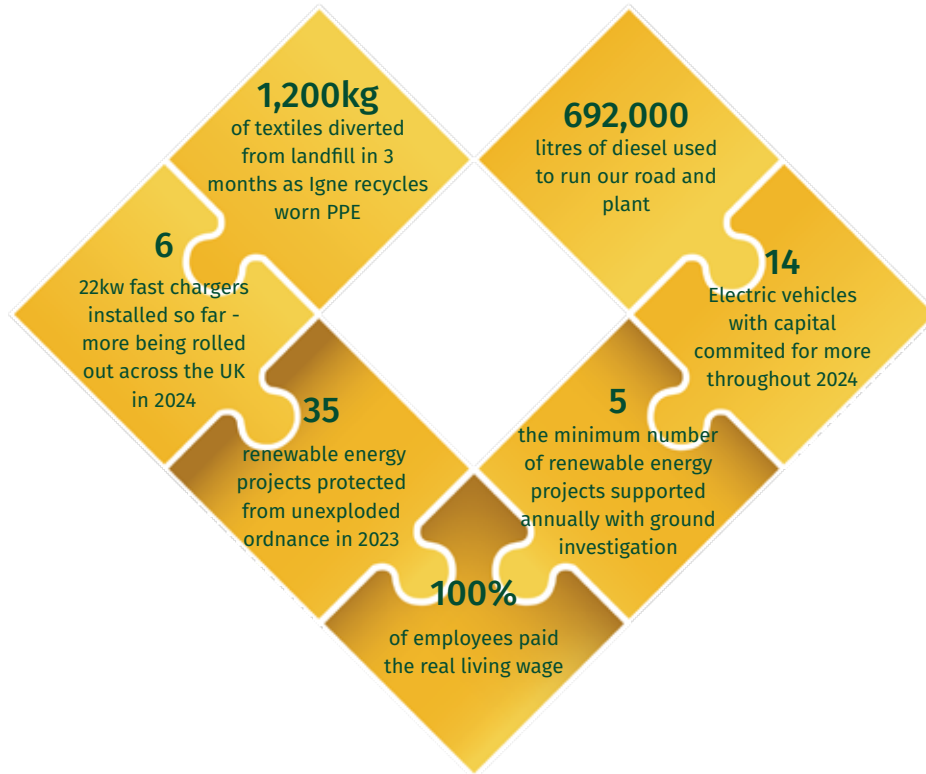 1,200kg
of textiles diverted
from landfill in 3
months as Igne recycles
worn PPE
692,000
litres of diesel used
to run our road and
plant
6
22kw fast chargers
installed so far -
more being rolled
out across the UK
in 2024
14
Electric vehicles
with capital
commited for more
throughout 2024
35
renewable energy
projects protected
from unexploded
ordnance in 2023
5
the minimum number
of renewable energy
projects supported
annually with ground
investigation
100%
of employees paid
the real living wage